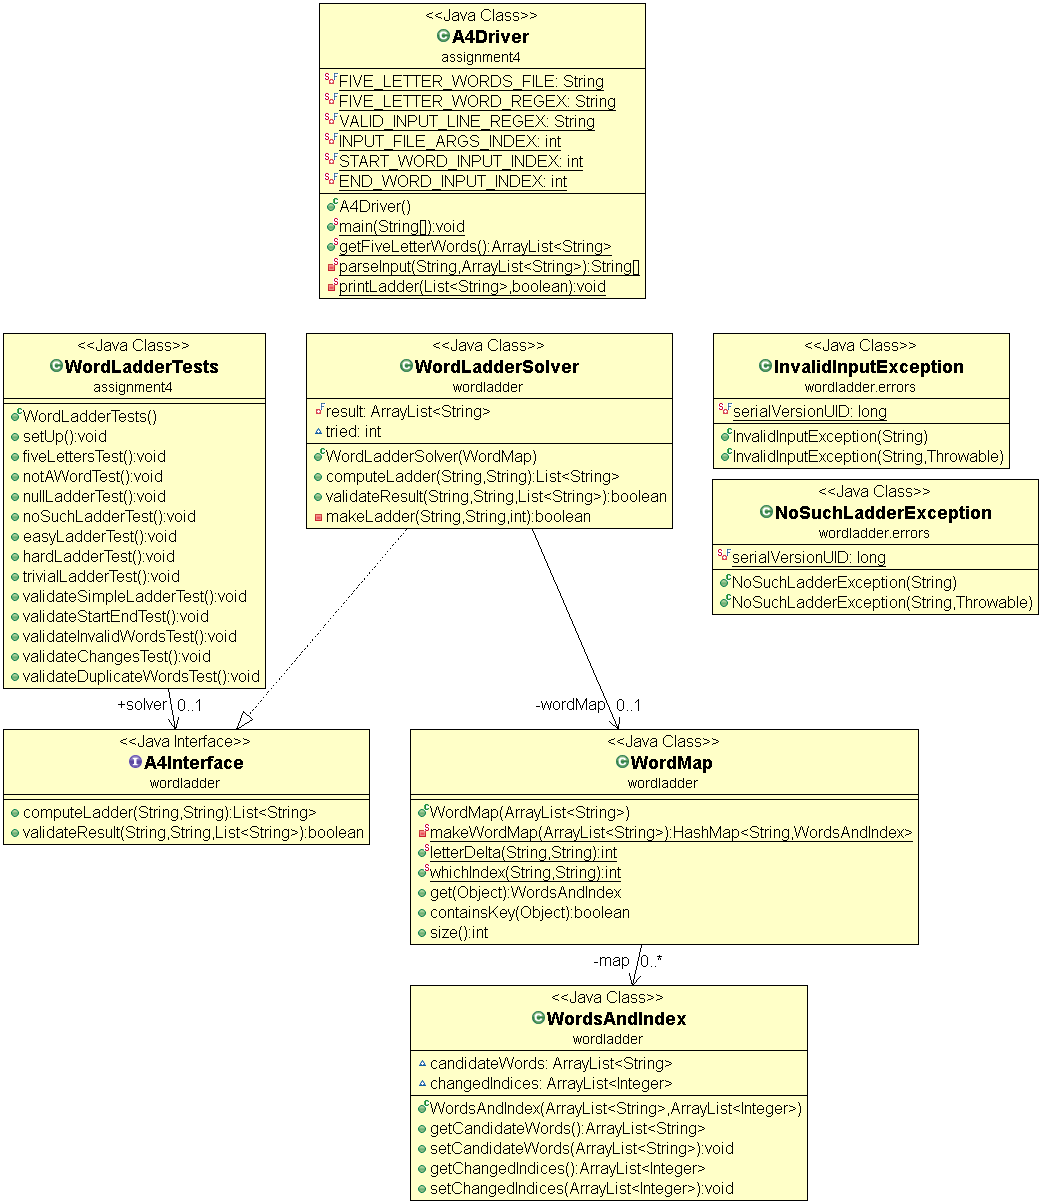 <<Java Class>>
A4Driver
assignment4
FIVE_LETTER_WORDS_FILE: String
FIVE_LETTER_WORD_REGEX: String
VALID_INPUT_LINE_REGEX: String
INPUT_FILE_ARGS_INDEX: int
START_WORD_INPUT_INDEX: int
END_WORD_INPUT_INDEX: int
A4Driver()
main(String[]):void
getFiveLetterWords():ArrayList<String>
parseInput(String,ArrayList<String>):String[]
printLadder(List<String>,boolean):void
<<Java Class>>
WordLadderTests
assignment4
WordLadderTests()
setUp():void
fiveLettersTest():void
notAWordTest():void
nullLadderTest():void
noSuchLadderTest():void
easyLadderTest():void
hardLadderTest():void
trivialLadderTest():void
validateSimpleLadderTest():void
validateStartEndTest():void
validateInvalidWordsTest():void
validateChangesTest():void
validateDuplicateWordsTest():void
<<Java Class>>
WordLadderSolver
wordladder
result: ArrayList<String>
tried: int
WordLadderSolver(WordMap)
computeLadder(String,String):List<String>
validateResult(String,String,List<String>):boolean
makeLadder(String,String,int):boolean
<<Java Class>>
InvalidInputException
wordladder.errors
serialVersionUID: long
InvalidInputException(String)
InvalidInputException(String,Throwable)
<<Java Class>>
NoSuchLadderException
wordladder.errors
serialVersionUID: long
NoSuchLadderException(String)
NoSuchLadderException(String,Throwable)
+solver 0..1
-wordMap 0..1
<<Java Interface>>
A4Interface
wordladder
computeLadder(String,String):List<String>
validateResult(String,String,List<String>):boolean
<<Java Class>>
WordMap
wordladder
WordMap(ArrayList<String>)
makeWordMap(ArrayList<String>):HashMap<String,WordsAndIndex>
letterDelta(String,String):int
whichIndex(String,String):int
get(Object):WordsAndIndex
containsKey(Object):boolean
size():int
-map 0..*
<<Java Class>>
WordsAndIndex
wordladder
candidateWords: ArrayList<String>
changedIndices: ArrayList<Integer>
WordsAndIndex(ArrayList<String>,ArrayList<Integer>)
getCandidateWords():ArrayList<String>
setCandidateWords(ArrayList<String>):void
getChangedIndices():ArrayList<Integer>
setChangedIndices(ArrayList<Integer>):void